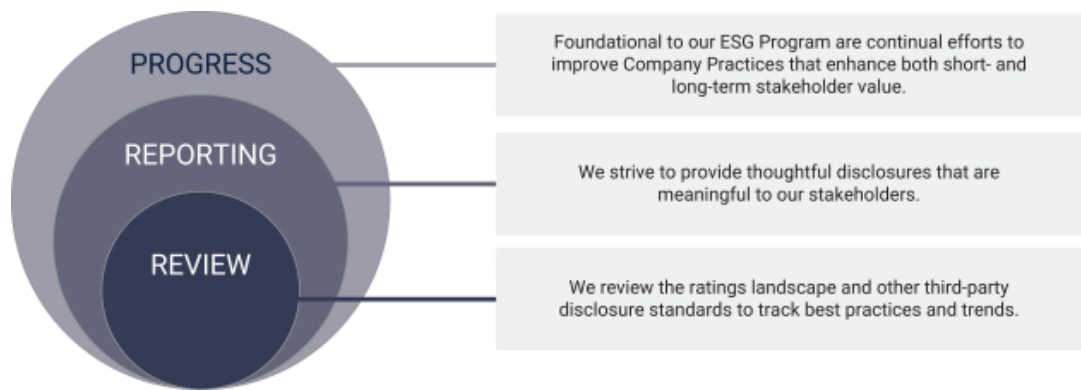 PROGRESS
Foundational to our ESG Program are continual efforts to
improve Company Practices that enhance both short- and
long-term stakeholder value.
REPORTING
We strive to provide thoughtful disclosures that are
meaningful to our stakeholders.
REVIEW
We review the ratings landscape and other third-party
disclosure standards to track best practices and trends.